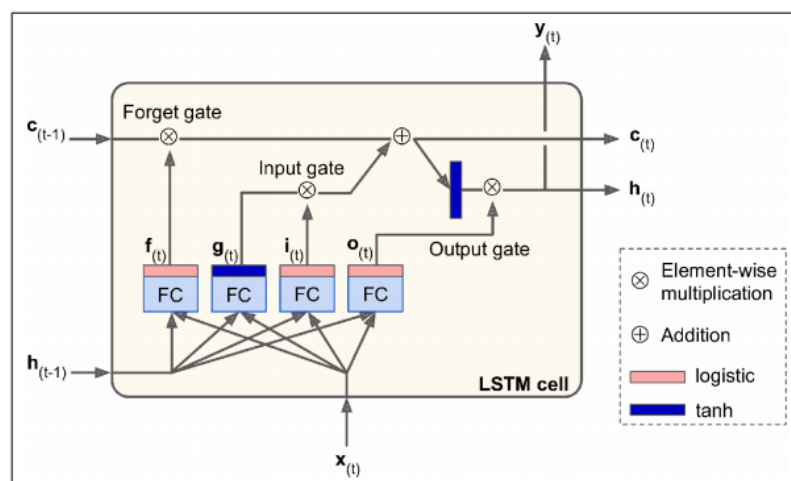 y(t)
Forget gate
c(t-1)
c(t)
Input gate
h(t)
f(t) g(t) i(t) o(t)
Output gate
FC FC FC FC
Element-wise
multiplication
Addition
h(t-1)
LSTM cell
logistic
tanh
x(t)